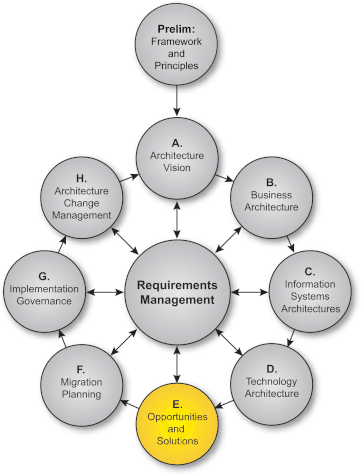 Prelim:
Framework
and
Principles
A.
Architecture
Vision
H.
Architecture
Change
Management
B.
Business
Architecture
G.
Implementation
Governance
Requirements
Management
C.
Information
Systems
Architectures
F.
Migration
Planning
D.
Technology
Architecture
E.
Opportunities
and
Solutions